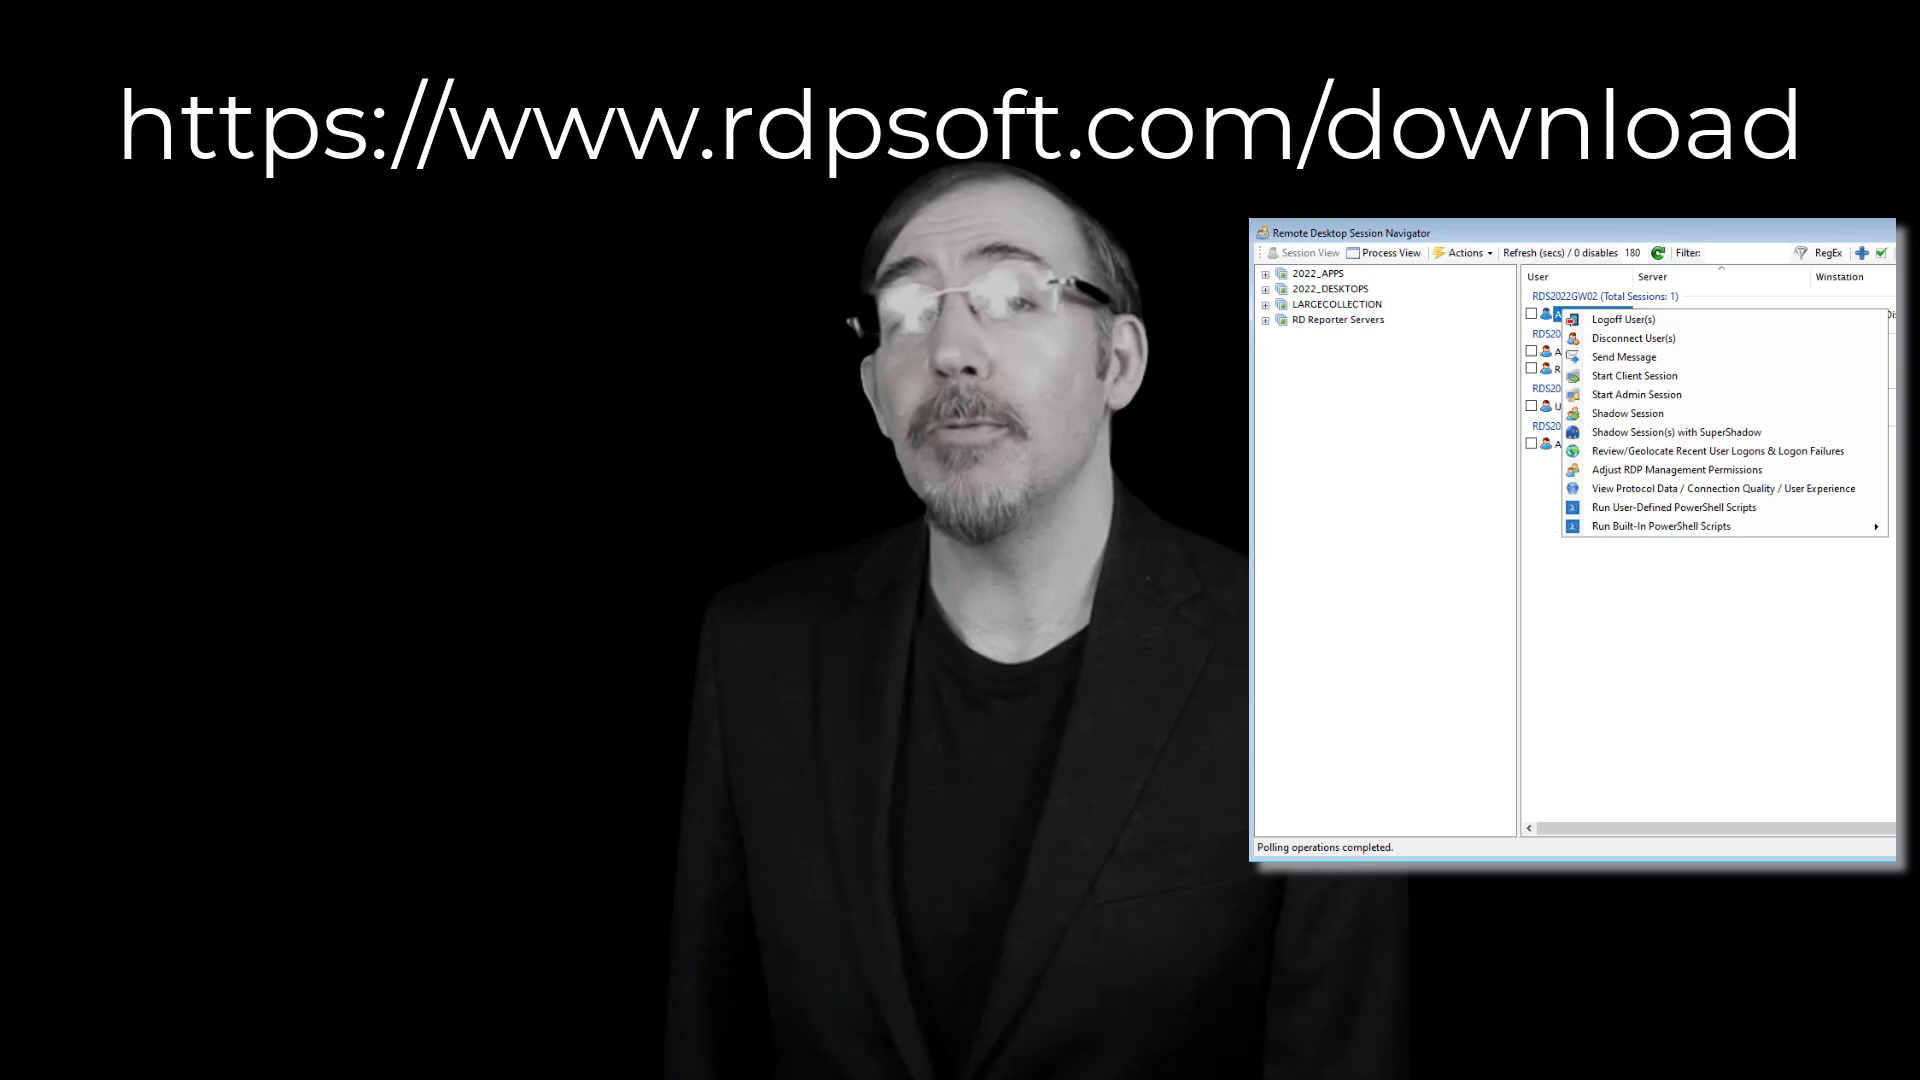 https://www.rdpsoft.com/download
Remote Desktop Session Navigator
Session View Process View Actions Refresh (secs) / 0 disables 180 Filter: RegEx
2022_APPS
2022_DESKTOPS
LARGECOLLECTION
RD Reporter Servers
User Server Winstation
RDS2022GW02 (Total Sessions: 1)
A
RDS20
A
R
RDS20
U
RDS20
A
Logoff User(s)
Disconnect User(s)
Send Message
Start Client Session
Start Admin Session
Shadow Session
Shadow Session(s) with SuperShadow
Review/Geolocate Recent User Logons & Logon Failures
Adjust RDP Management Permissions
View Protocol Data / Connection Quality / User Experience
Run User-Defined PowerShell Scripts
Run Built-In PowerShell Scripts
Polling operations completed.